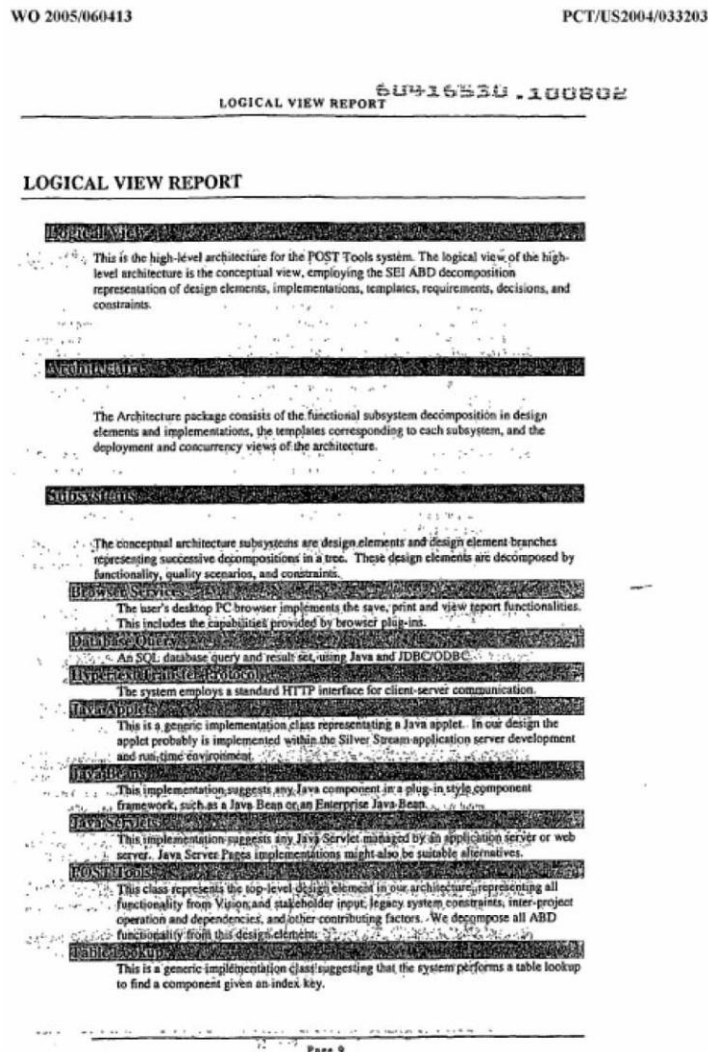 WO 2005/060413 PCT/US2004/033203
60416530.100802
LOGICAL VIEW REPORT
LOGICAL VIEW REPORT
Logical View
This is the high-level architecture for the POST Tools system. The logical view of the high-
level architecture is the conceptual view, employing the SEI ABD decomposition
representation of design elements, implementations, templates, requirements, decisions, and
constraints.
Architecture
The Architecture package consists of the functional subsystem decomposition in design
elements and implementations, the templates corresponding to each subsystem, and the
deployment and concurrency views of the architecture.
Subsystems
The conceptual architecture subsystems are design elements and design element branches
representing successive decompositions in a tree. These design elements are decomposed by
functionality, quality scenarios, and constraints.
Browser Services
The user's desktop PC browser implements the save, print and view report functionalities.
This includes the capabilities provided by browser plug-ins.
Database Query
An SQL database query and result set, using Java and JDBC/ODBC.
Hypertext Transfer Protocol
The system employs a standard HTTP interface for client-server communication.
Java Applet
This is a generic implementation class representating a Java applet. In our design the
applet probably is implemented within the Silver Stream application server development
and run-time environment.
Java Beans
This implementation suggests any Java component in a plug-in style component
framework, such as a Java Bean or an Enterprise Java Bean.
Java Servlets
This implementation suggests any Java Servlet managed by an application server or web
server. Java Server Pages implementations might also be suitable alternatives.
POST Tools
This class represents the top-level design element in our architecture, representing all
functionality from Vision and stakeholder input, legacy system constraints, inter-project
operation and dependencies, and other contributing factors. We decompose all ABD
functionality from this design element.
Table Lookup
This is a generic implementation class suggesting that the system performs a table lookup
to find a component given an index key.
Page 9